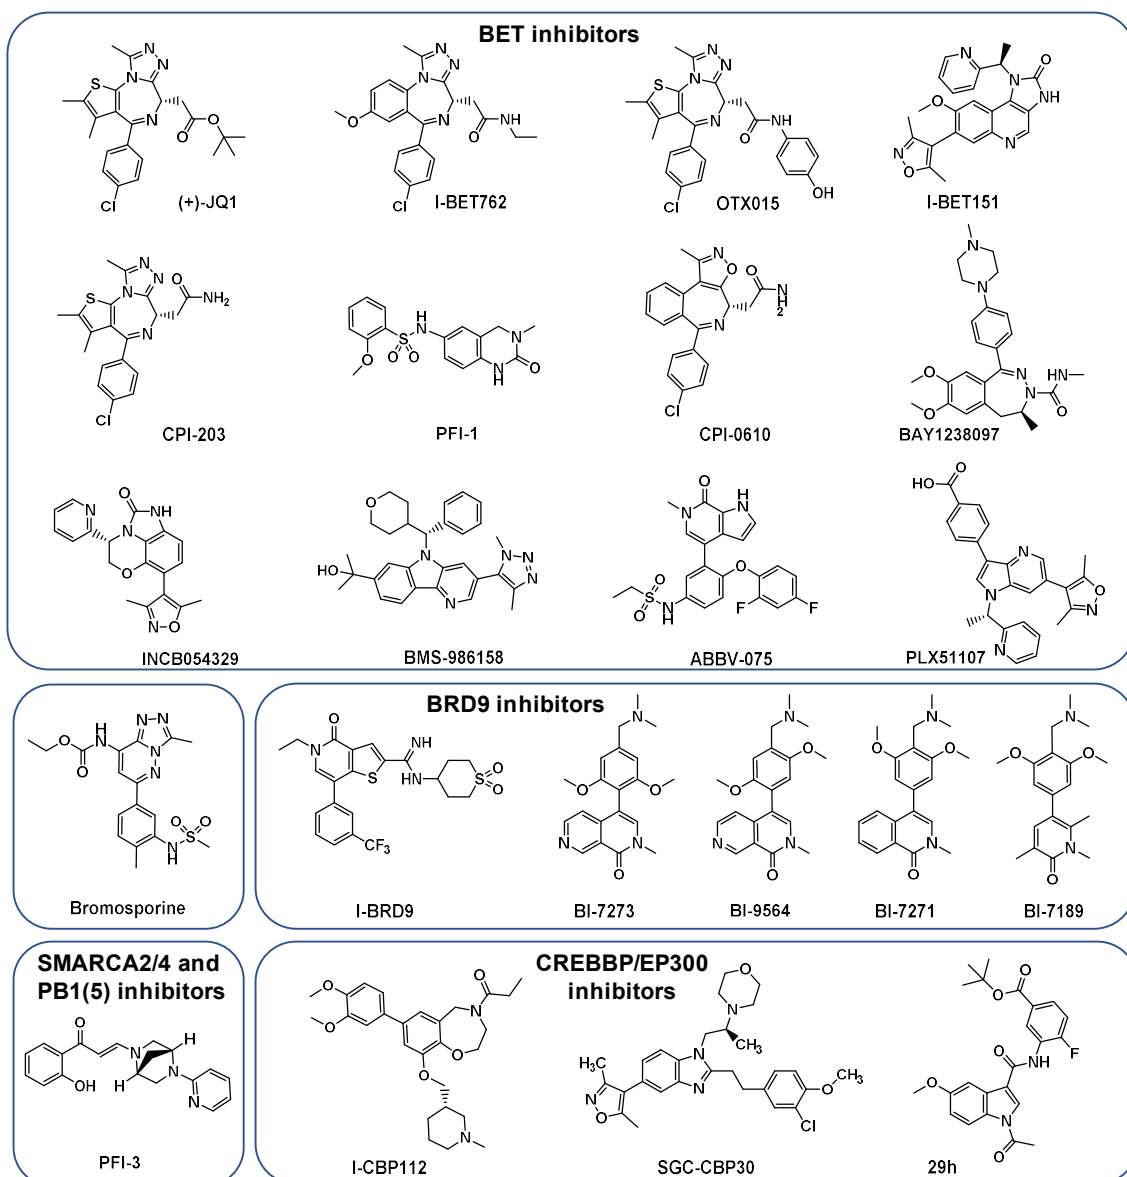 BET inhibitors
(+)-JQ1
I-BET762
OTX015
I-BET151
CPI-203
PFI-1
CPI-0610
BAY1238097
INCB054329
BMS-986158
ABBV-075
PLX51107
Bromosporine
BRD9 inhibitors
I-BRD9
BI-7273
BI-9564
BI-7271
BI-7189
SMARCA2/4 and
PB1(5) inhibitors
PFI-3
CREBBP/EP300
inhibitors
I-CBP112
SGC-CBP30
29h